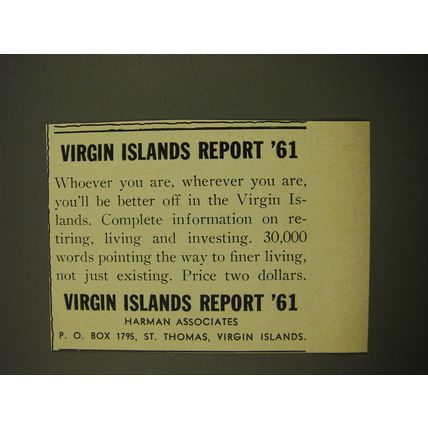 VIRGIN ISLANDS REPORT '61
Whoever you are, wherever you are,
you'll be better off in the Virgin Is-
lands. Complete information on re-
tiring, living and investing. 30,000
words pointing the way to finer living,
not just existing. Price two dollars.
VIRGIN ISLANDS REPORT '61
HARMAN ASSOCIATES
P. O. BOX 1795, ST. THOMAS, VIRGIN ISLANDS.